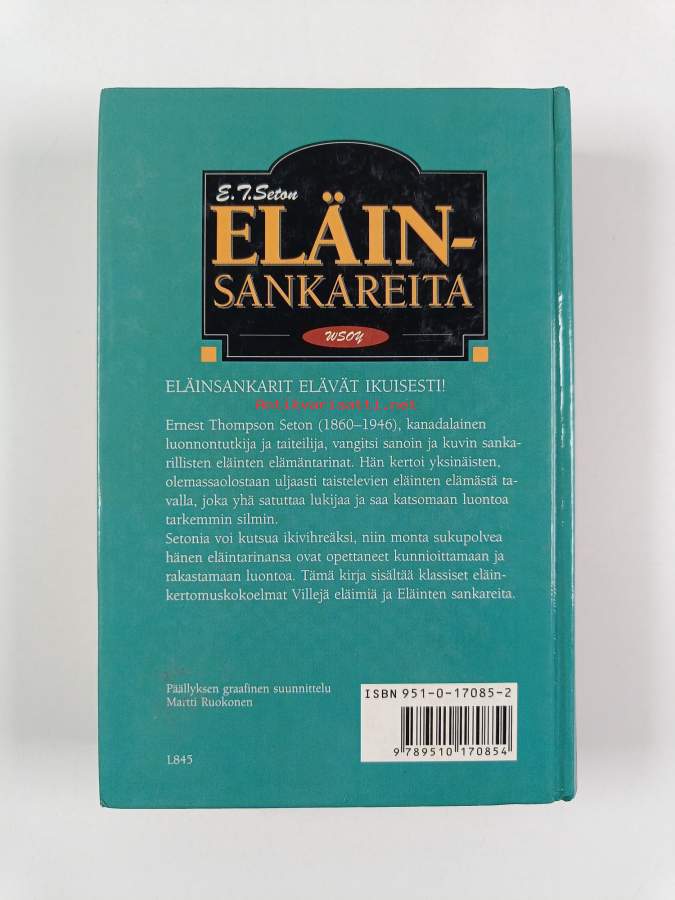 E. T. Seton
ELÄIN-
SANKAREITA
WSOY
ELÄINSANKARIT ELÄVÄT IKUISESTI!
Antikvariaatti.net
Ernest Thompson Seton (1860–1946), kanadalainen
luonnontutkija ja taiteilija, vangitsi sanoin ja kuvin sanka-
rillisten eläinten elämäntarinat. Hän kertoi yksinäisten,
olemassaolostaan uljaasti taistelevien eläinten elämästä ta-
valla, joka yhä satuttaa lukijaa ja saa katsomaan luontoa
tarkemmin silmin.
Setonia voi kutsua ikivihreäksi, niin monta sukupolvea
hänen eläintarinansa ovat opettaneet kunnioittamaan ja
rakastamaan luontoa. Tämä kirja sisältää klassiset eläin-
kertomuskokoelmat Villejä eläimiä ja Eläinten sankareita.
Päällyksen graafinen suunnittelu
Martti Ruokonen
L845
ISBN 951-0-17085-2
9 789510 170854